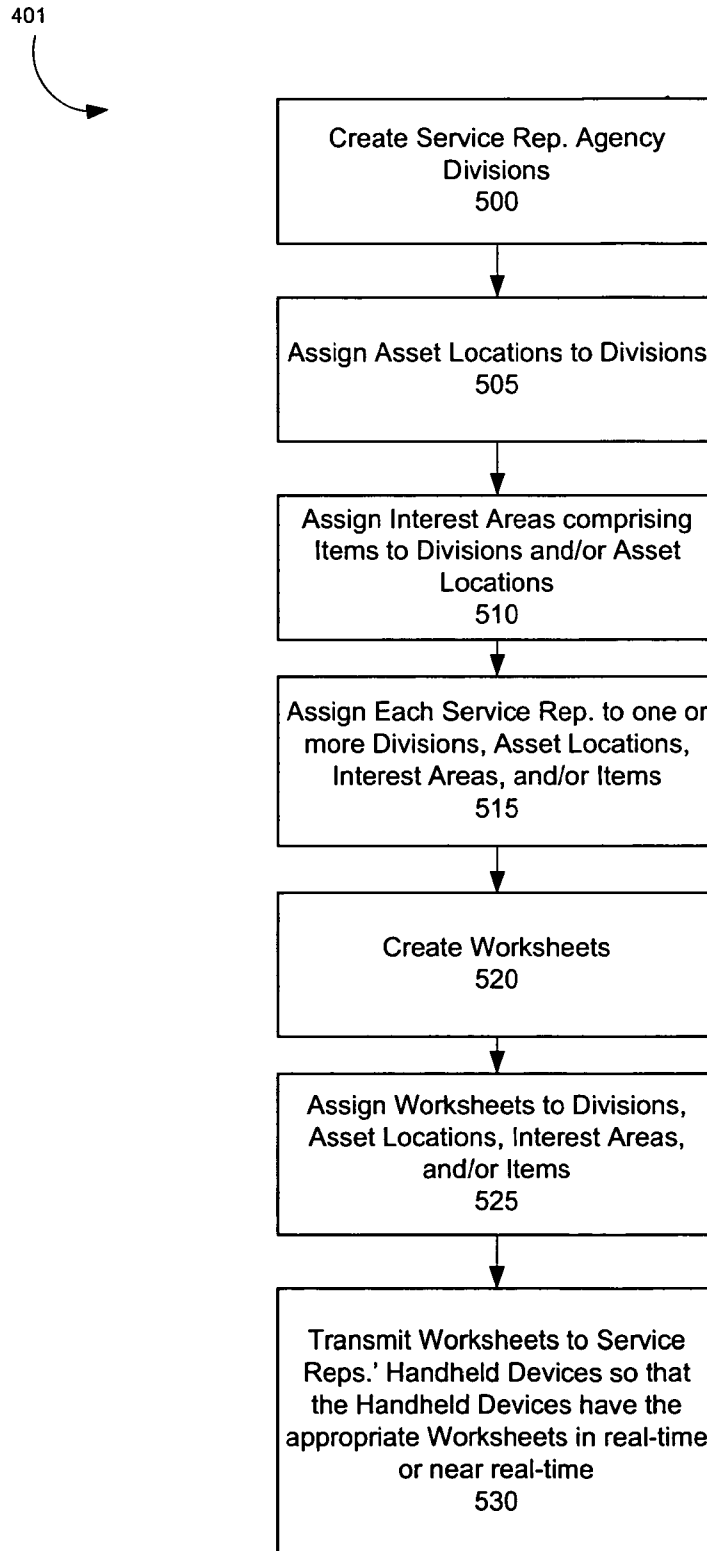 401
Create Service Rep. Agency
Divisions
500
Assign Asset Locations to Divisions
505
Assign Interest Areas comprising
Items to Divisions and/or Asset
Locations
510
Assign Each Service Rep. to one or
more Divisions, Asset Locations,
Interest Areas, and/or Items
515
Create Worksheets
520
Assign Worksheets to Divisions,
Asset Locations, Interest Areas,
and/or Items
525
Transmit Worksheets to Service
Reps.' Handheld Devices so that
the Handheld Devices have the
appropriate Worksheets in real-time
or near real-time
530